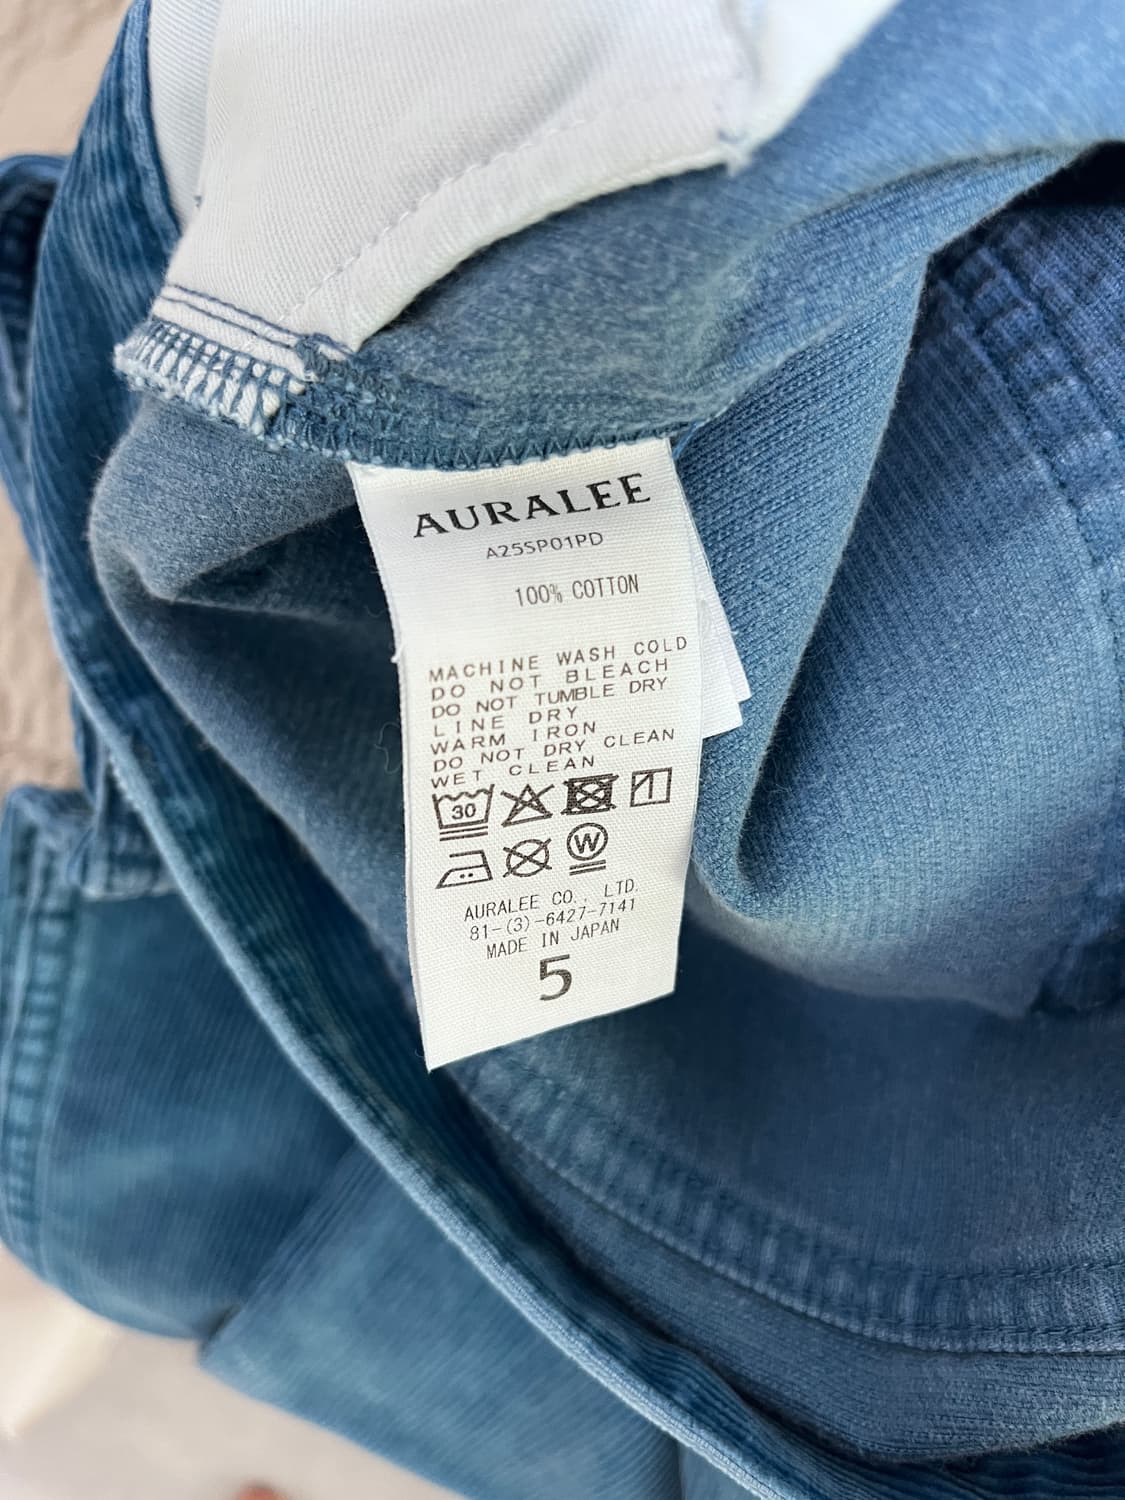 AURALEE
A25SP01PD
100% COTTON
MACHINE WASH COLD
DO NOT BLEACH
DO NOT TUMBLE DRY
LINE DRY
WARM IRON
DO NOT DRY CLEAN
WET CLEAN
30
W
AURALEE CO., LTD.
81-(3)-6427-7141
MADE IN JAPAN
5